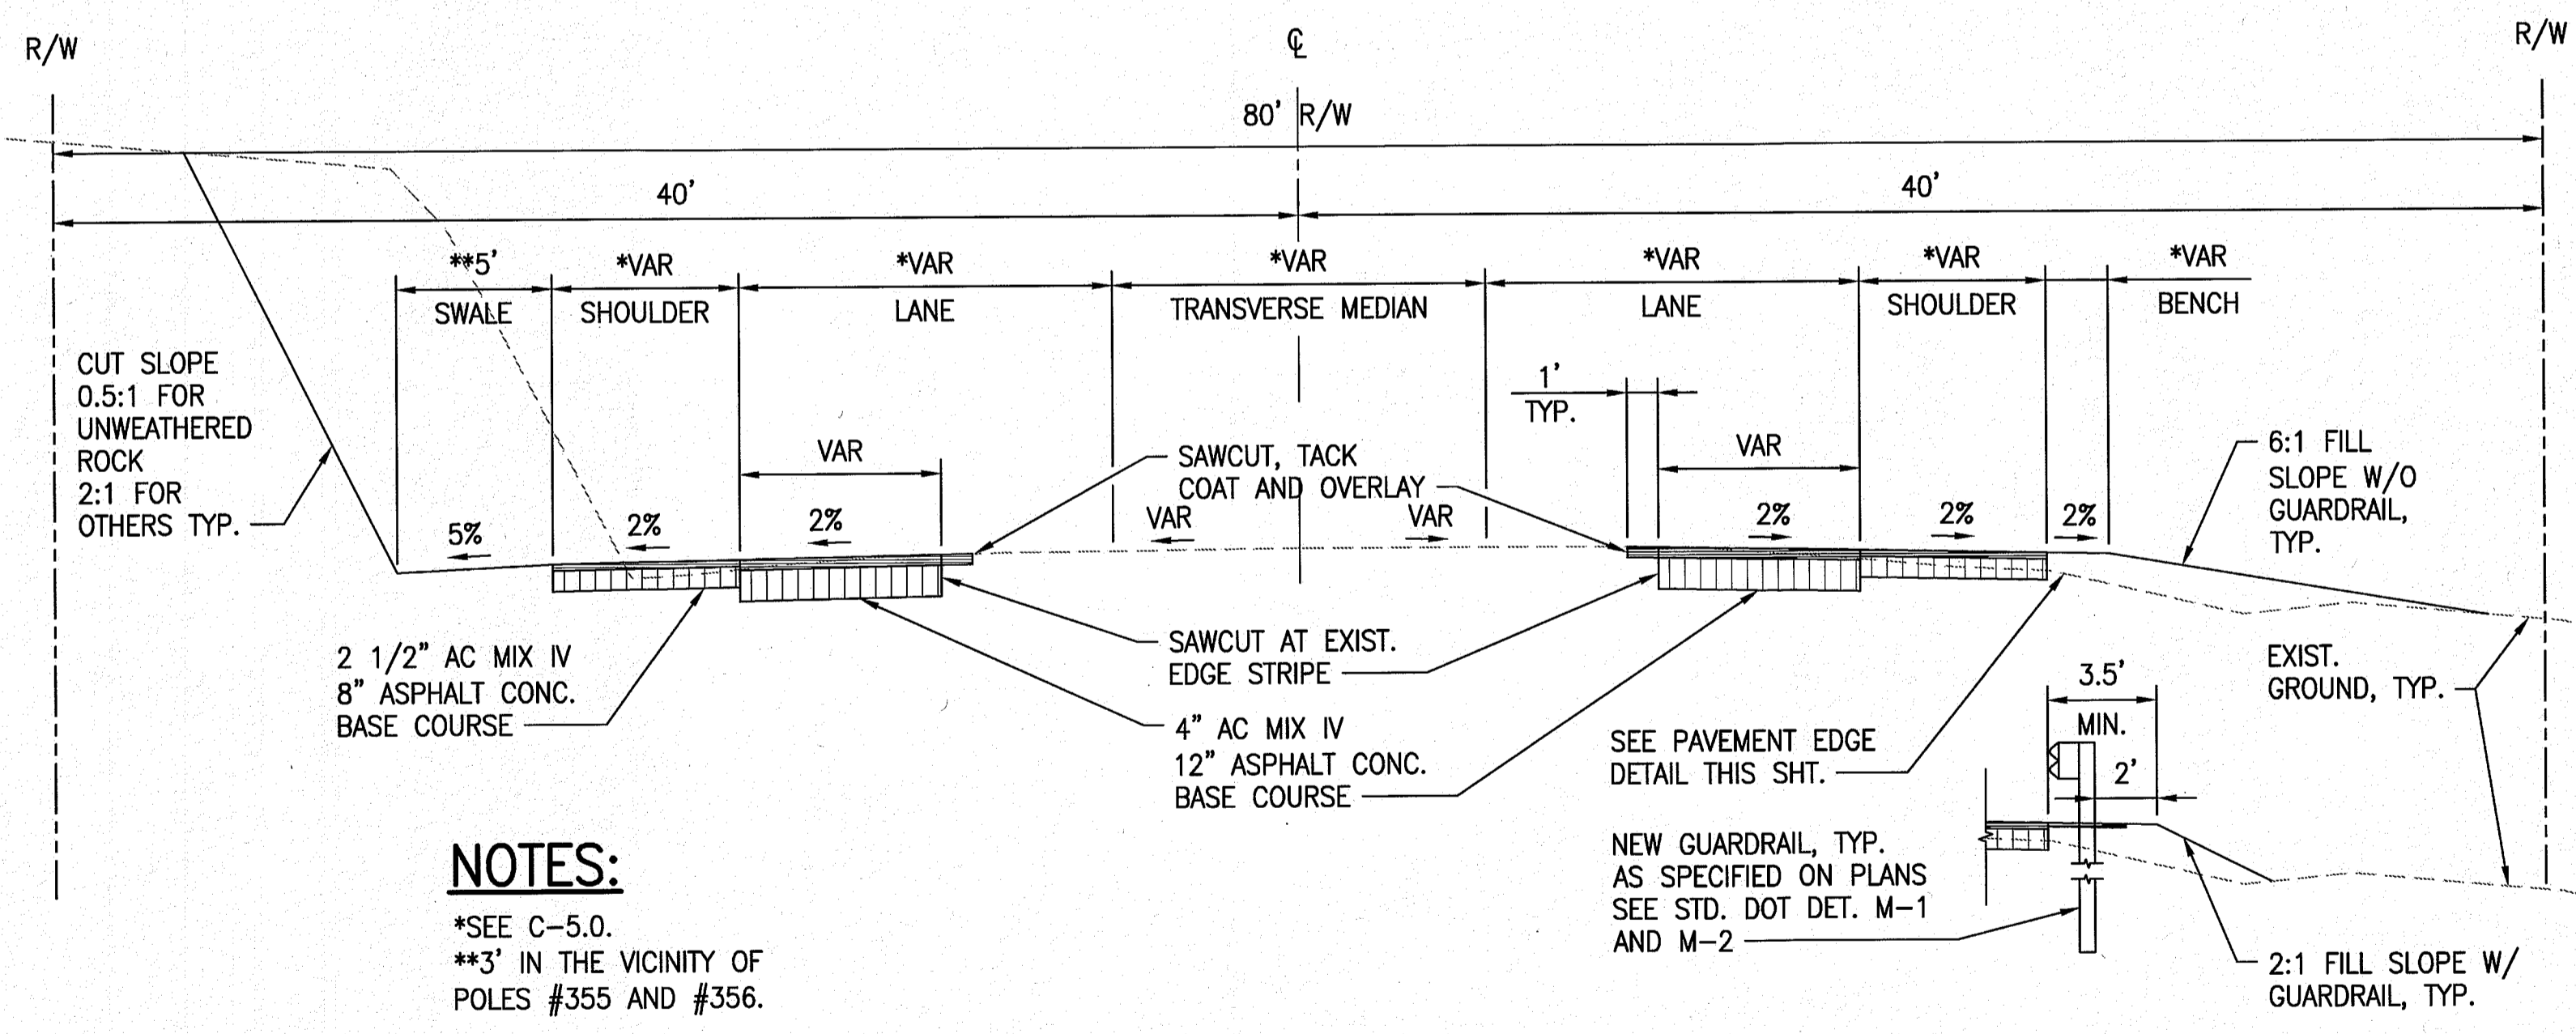 R/W
℄
R/W
80' R/W
40'
40'
**5'
*VAR
*VAR
*VAR
*VAR
*VAR
*VAR
SWALE
SHOULDER
LANE
TRANSVERSE MEDIAN
LANE
SHOULDER
BENCH
CUT SLOPE
0.5:1 FOR
UNWEATHERED
ROCK
2:1 FOR
OTHERS TYP.
1'
TYP.
VAR
VAR
SAWCUT, TACK
COAT AND OVERLAY
6:1 FILL
SLOPE W/O
GUARDRAIL,
TYP.
5%
2%
2%
VAR
VAR
2%
2%
2%
2 1/2" AC MIX IV
8" ASPHALT CONC.
BASE COURSE
SAWCUT AT EXIST.
EDGE STRIPE
4" AC MIX IV
12" ASPHALT CONC.
BASE COURSE
SEE PAVEMENT EDGE
DETAIL THIS SHT.
EXIST.
GROUND, TYP.
3.5'
MIN.
2'
NEW GUARDRAIL, TYP.
AS SPECIFIED ON PLANS
SEE STD. DOT DET. M-1
AND M-2
2:1 FILL SLOPE W/
GUARDRAIL, TYP.
NOTES:
*SEE C-5.0.
**3' IN THE VICINITY OF
POLES #355 AND #356.